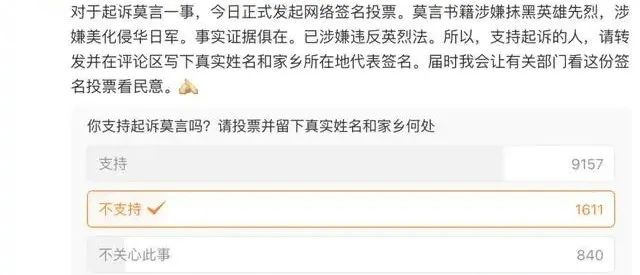 对于起诉莫言一事，今日正式发起网络签名投票。莫言书籍涉嫌抹黑英雄先烈，涉
嫌美化侵华日军。事实证据俱在。已涉嫌违反英烈法。所以，支持起诉的人，请转
发并在评论区写下真实姓名和家乡所在地代表签名。届时我会让有关部门看这份签
名投票看民意。🙏
你支持起诉莫言吗？请投票并留下真实姓名和家乡何处
支持 9157
不支持 1611
不关心此事 840